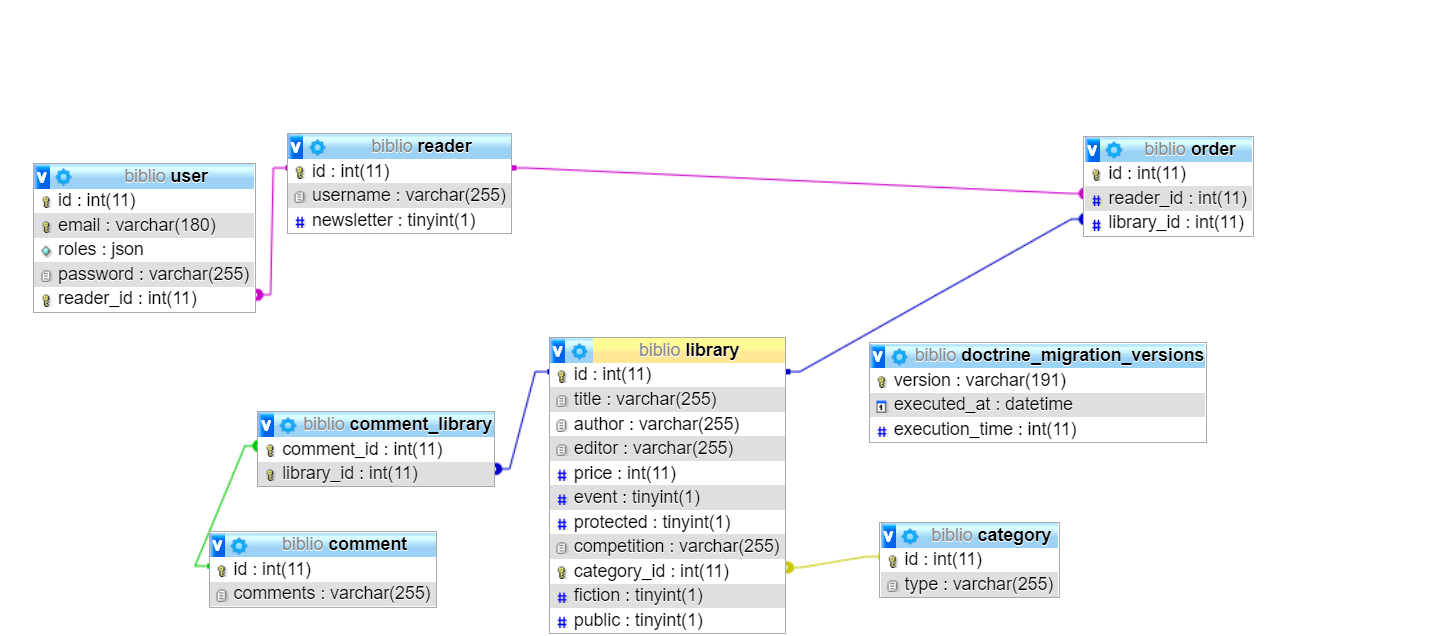 biblio user
id : int(11)
email : varchar(180)
roles : json
password : varchar(255)
reader_id : int(11)
biblio reader
id : int(11)
username : varchar(255)
newsletter : tinyint(1)
biblio order
id : int(11)
reader_id : int(11)
library_id : int(11)
biblio library
id : int(11)
title : varchar(255)
author : varchar(255)
editor : varchar(255)
price : int(11)
event : tinyint(1)
protected : tinyint(1)
competition : varchar(255)
category_id : int(11)
fiction : tinyint(1)
public : tinyint(1)
biblio doctrine_migration_versions
version : varchar(191)
executed_at : datetime
execution_time : int(11)
biblio comment_library
comment_id : int(11)
library_id : int(11)
biblio comment
id : int(11)
comments : varchar(255)
biblio category
id : int(11)
type : varchar(255)